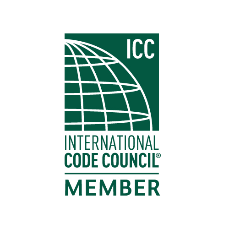 ICC
INTERNATIONAL
CODE COUNCIL®
MEMBER